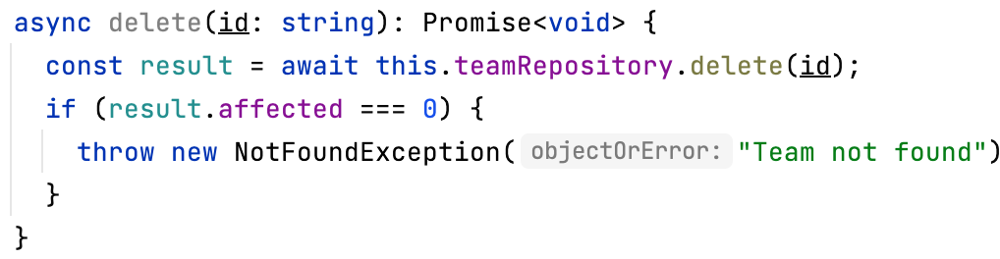 async delete(id: string): Promise<void> {
const result = await this.teamRepository.delete(id);
if (result.affected === 0) {
throw new NotFoundException( objectOrError: "Team not found")
}
}